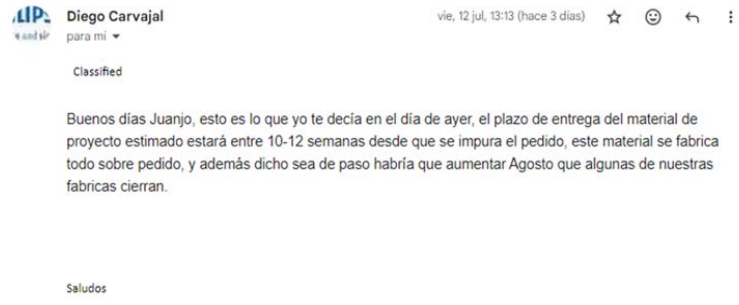 LIP
Diego Carvajal
vie, 12 jul, 13:13 (hace 3 días)
para mí
Classified
Buenos días Juanjo, esto es lo que yo te decía en el día de ayer, el plazo de entrega del material de
proyecto estimado estará entre 10-12 semanas desde que se impura el pedido, este material se fabrica
todo sobre pedido, y además dicho sea de paso habría que aumentar Agosto que algunas de nuestras
fabricas cierran.
Saludos